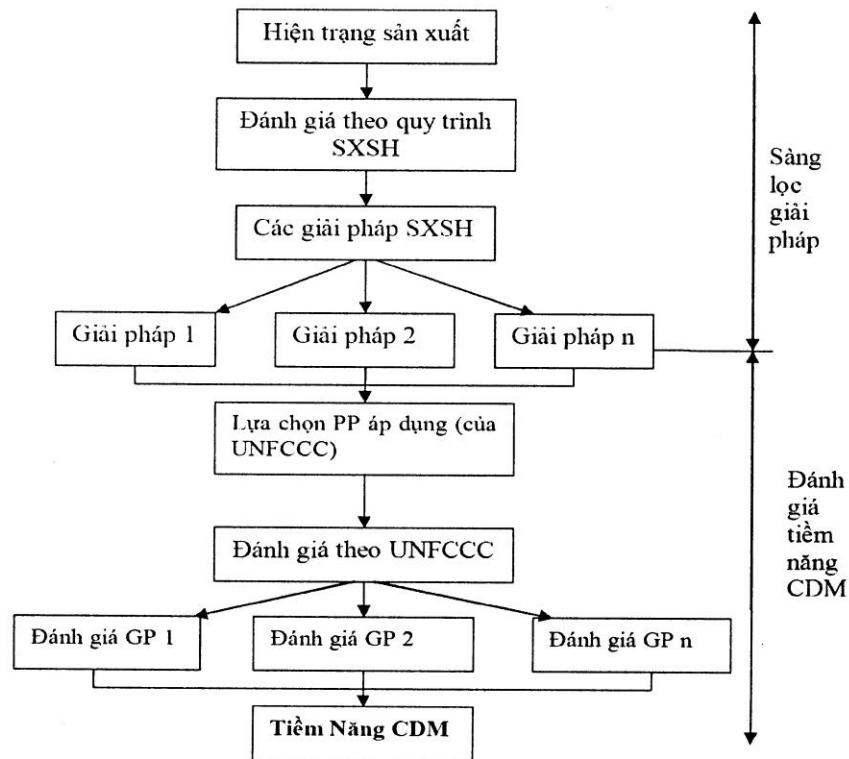 Hiện trạng sản xuất
Đánh giá theo quy trình
SXSH
Các giải pháp SXSH
Giải pháp 1
Giải pháp 2
Giải pháp n
Sàng
lọc
giải
pháp
Lựa chọn PP áp dụng (của
UNFCCC)
Đánh giá theo UNFCCC
Đánh giá GP 1
Đánh giá GP 2
Đánh giá GP n
Tiềm Năng CDM
Đánh
giá
tiềm
năng
CDM